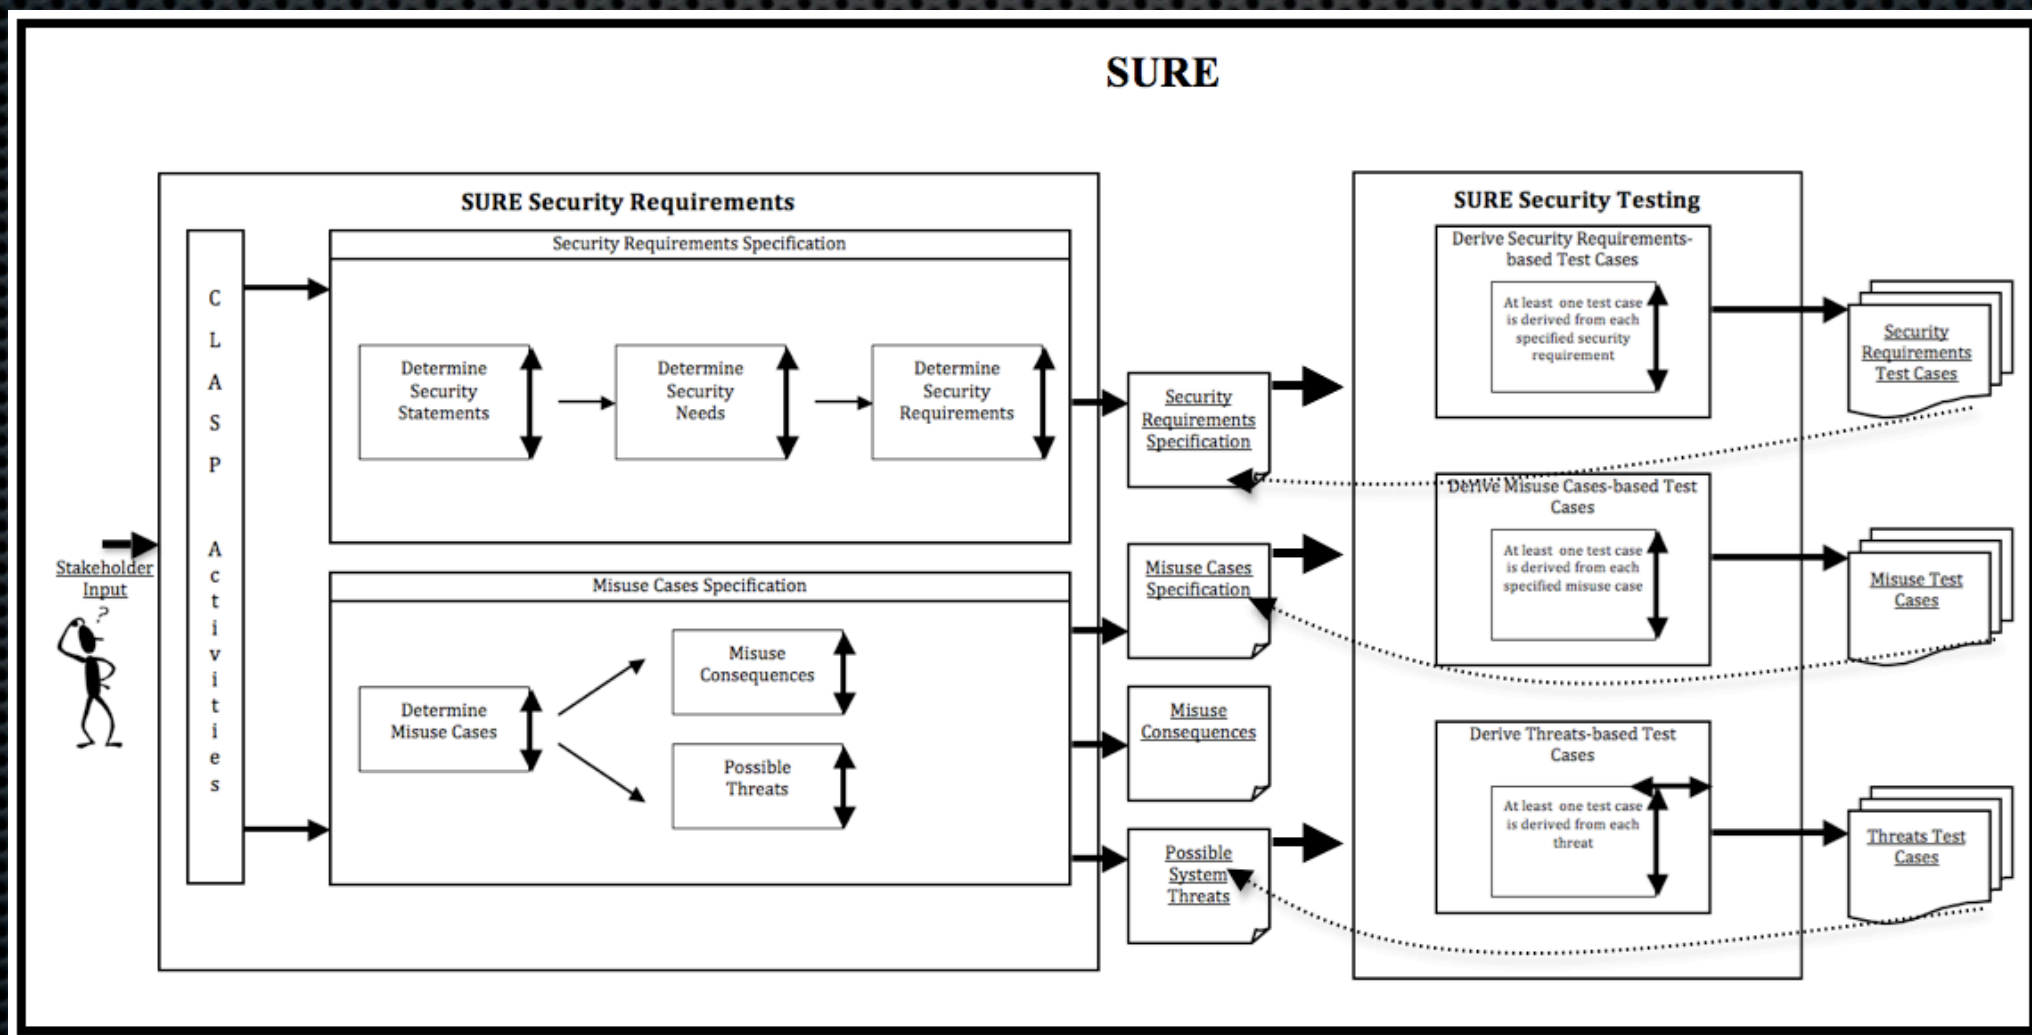 SURE
SURE Security Requirements
C
L
A
S
P
A
c
t
i
v
i
t
i
e
s
Security Requirements Specification
Determine
Security
Statements
Determine
Security
Needs
Determine
Security
Requirements
Stakeholder
Input
?
Misuse Cases Specification
Determine
Misuse Cases
Misuse
Consequences
Possible
Threats
Security
Requirements
Specification
Misuse Cases
Specification
Misuse
Consequences
Possible
System
Threats
SURE Security Testing
Derive Security Requirements-
based Test Cases
At least one test case
is derived from each
specified security
requirement
Derive Misuse Cases-based Test
Cases
At least one test case
is derived from each
specified misuse case
Derive Threats-based Test
Cases
At least one test case
is derived from each
threat
Security
Requirements
Test Cases
Misuse Test
Cases
Threats Test
Cases